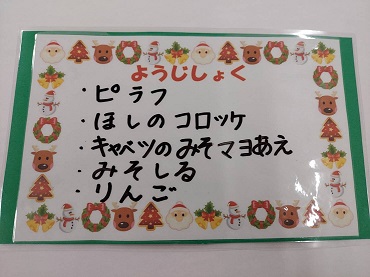 ようじしょく
・ピラフ
・ほしのコロッケ
・キャベツのみそマヨあえ
・みそしる
・りんご